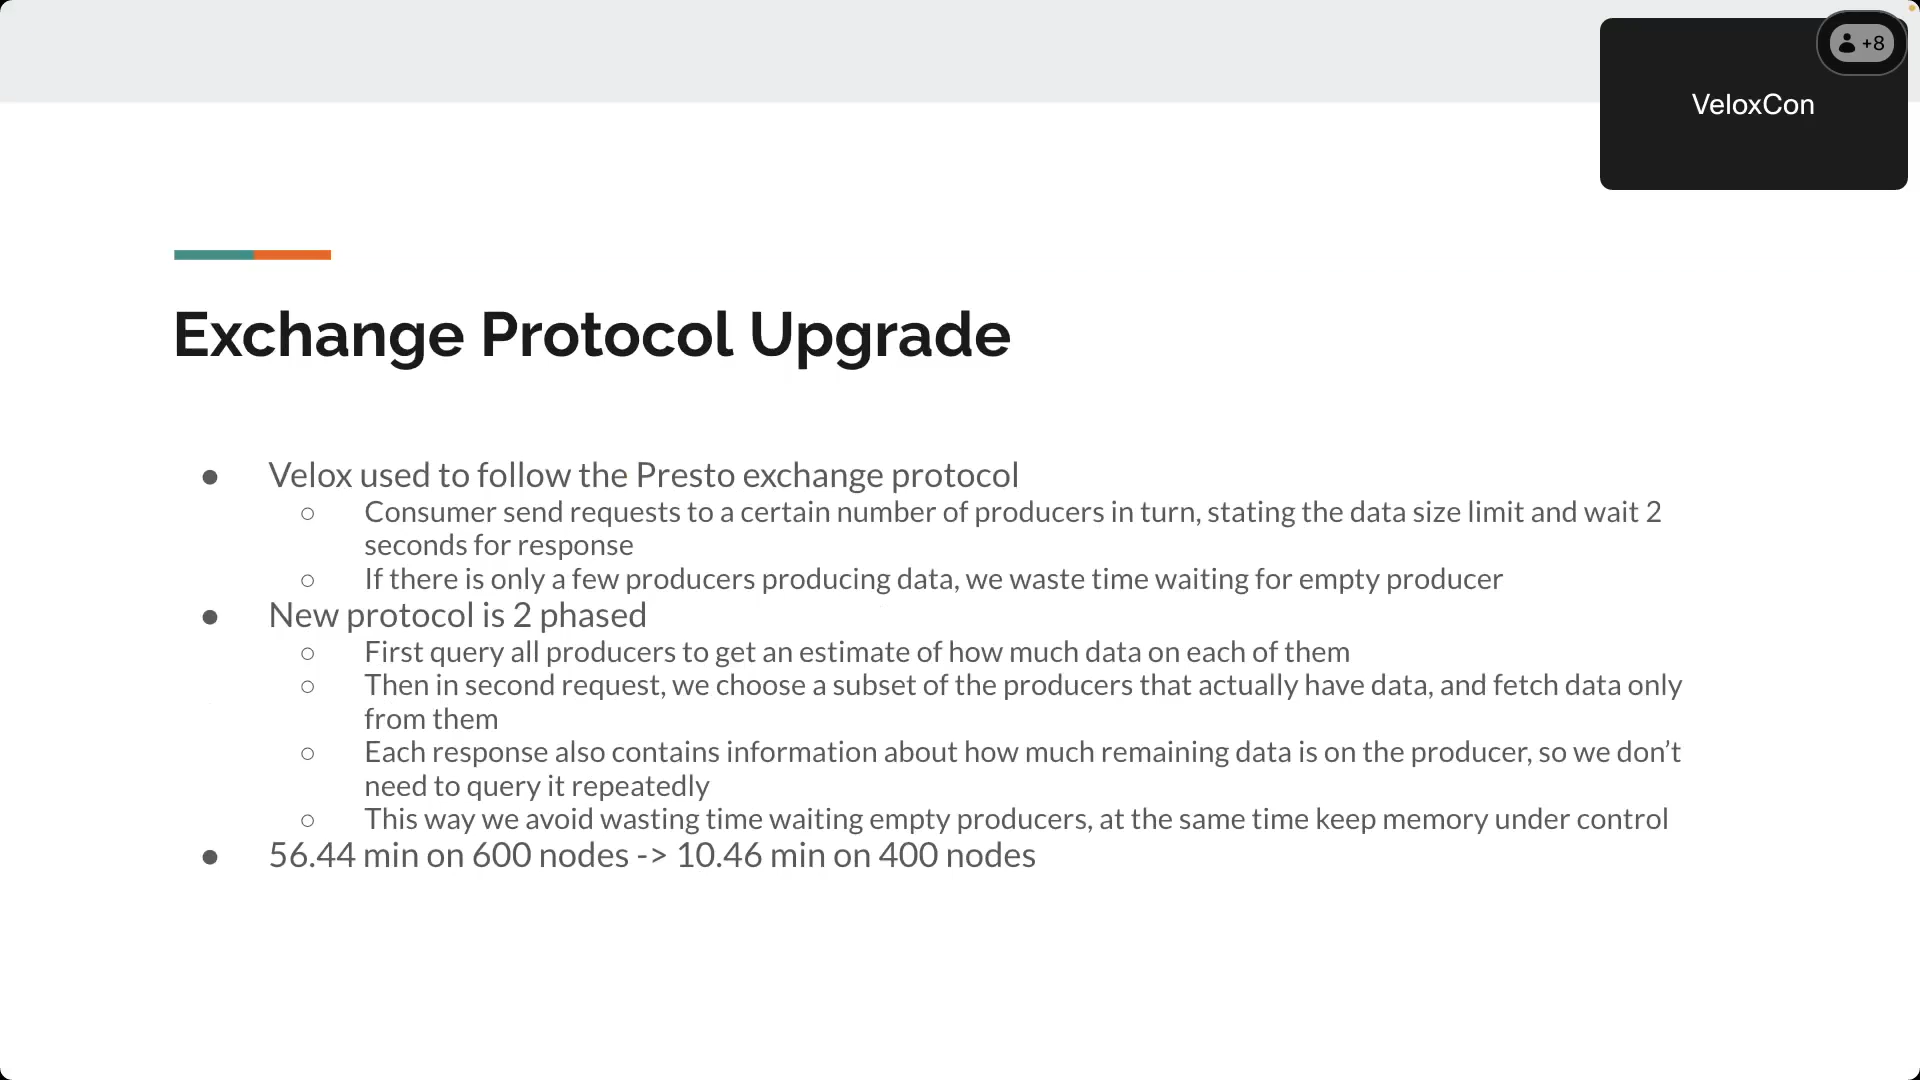 +8
VeloxCon
Exchange Protocol Upgrade
● Velox used to follow the Presto exchange protocol
○ Consumer send requests to a certain number of producers in turn, stating the data size limit and wait 2
seconds for response
○ If there is only a few producers producing data, we waste time waiting for empty producer
● New protocol is 2 phased
○ First query all producers to get an estimate of how much data on each of them
○ Then in second request, we choose a subset of the producers that actually have data, and fetch data only
from them
○ Each response also contains information about how much remaining data is on the producer, so we don’t
need to query it repeatedly
○ This way we avoid wasting time waiting empty producers, at the same time keep memory under control
● 56.44 min on 600 nodes -> 10.46 min on 400 nodes